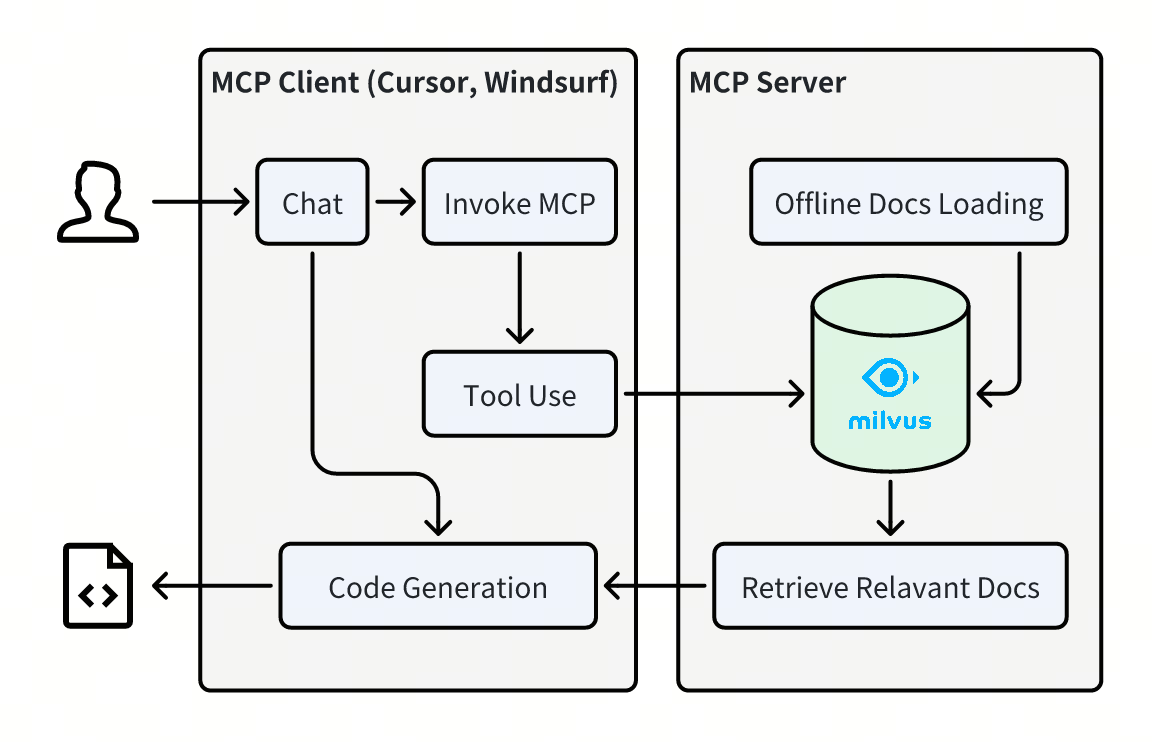 MCP Client (Cursor, Windsurf)
MCP Server
Chat
Invoke MCP
Offline Docs Loading
Tool Use
milvus
Code Generation
Retrieve Relavant Docs